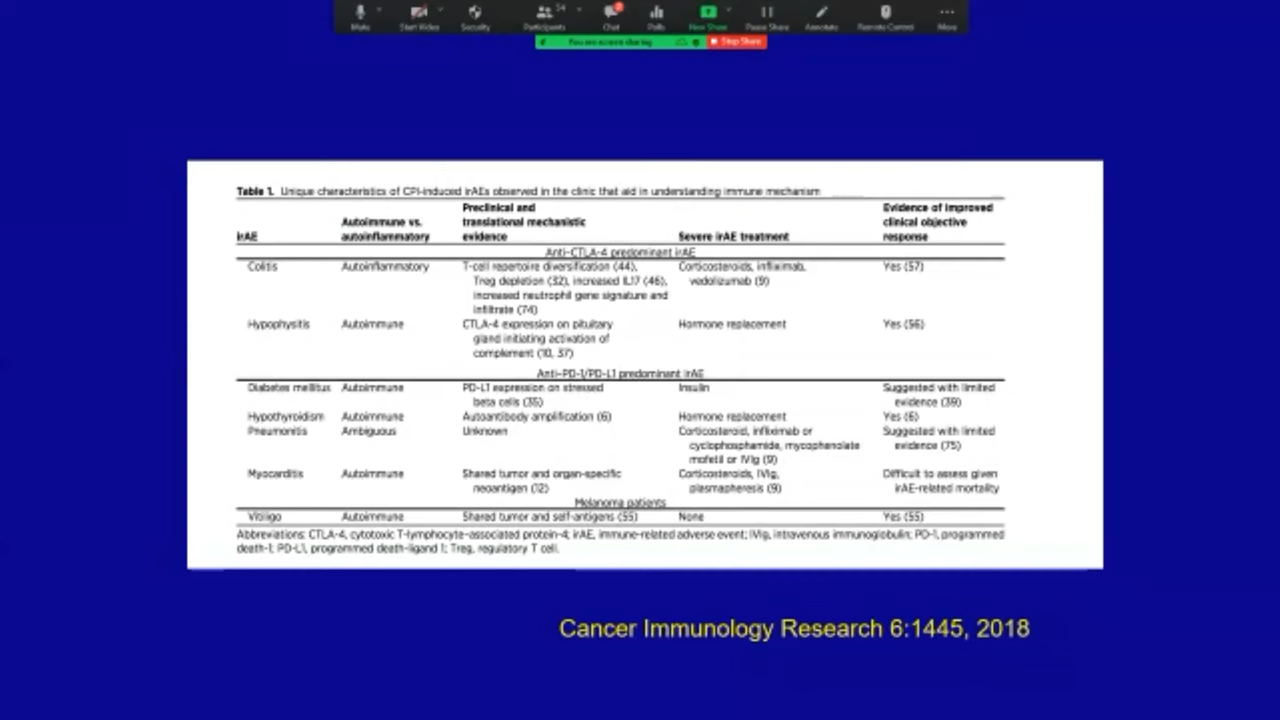 Mute
Start Video
Security
Participants
Chat
Polls
New Share
Pause Share
Annotate
Remote Control
More
You are screen sharing
Stop Share
Table 1. Unique characteristics of CPI-induced irAEs observed in the clinic that aid in understanding immune mechanism
irAE
Autoimmune vs.
autoinflammatory
Preclinical and
translational mechanistic
evidence
Severe irAE treatment
Evidence of improved
clinical objective
response
Anti-CTLA-4 predominant irAE
Colitis Autoinflammatory T-cell repertoire diversification (44), Corticosteroids, infliximab, Yes (57)
Treg depletion (32), increased IL17 (46), vedolizumab (9)
increased neutrophil gene signature and
infiltrate (74)
Hypophysitis Autoimmune CTLA-4 expression on pituitary Hormone replacement Yes (56)
gland initiating activation of
complement (10, 37)
Anti-PD-1/PD-L1 predominant irAE
Diabetes mellitus Autoimmune PD-L1 expression on stressed Insulin Suggested with limited
beta cells (35) evidence (39)
Hypothyroidism Autoimmune Autoantibody amplification (6) Hormone replacement Yes (6)
Pneumonitis Ambiguous Unknown Corticosteroid, infliximab or Suggested with limited
cyclophosphamide, mycophenolate evidence (75)
mofetil or IVIg (9)
Myocarditis Autoimmune Shared tumor and organ-specific Corticosteroids, IVIg, Difficult to assess given
neoantigen (12) plasmapheresis (9) irAE-related mortality
Melanoma patients
Vitiligo Autoimmune Shared tumor and self-antigens (55) None Yes (55)
Abbreviations: CTLA-4, cytotoxic T-lymphocyte-associated protein-4; irAE, immune-related adverse event; IVIg, intravenous immunoglobulin; PD-1, programmed
death-1; PD-L1, programmed death-ligand 1; Treg, regulatory T cell.
Cancer Immunology Research 6:1445, 2018